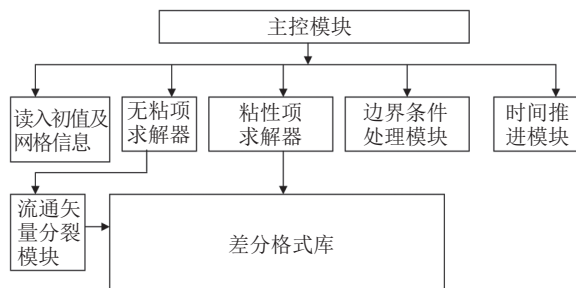 主控模块
读入初值及
网格信息
无粘项
求解器
粘性项
求解器
边界条件
处理模块
时间推
进模块
流通矢
量分裂
模块
差分格式库